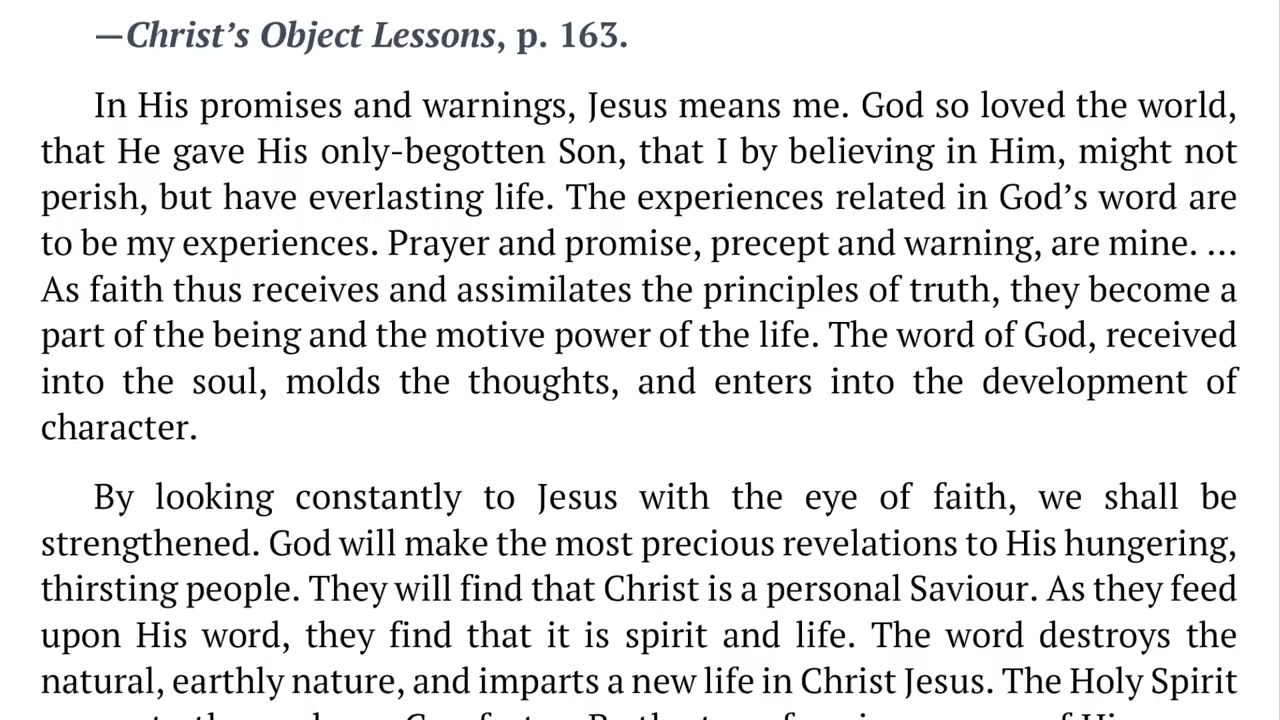 —Christ’s Object Lessons, p. 163.
In His promises and warnings, Jesus means me. God so loved the world,
that He gave His only-begotten Son, that I by believing in Him, might not
perish, but have everlasting life. The experiences related in God’s word are
to be my experiences. Prayer and promise, precept and warning, are mine. ...
As faith thus receives and assimilates the principles of truth, they become a
part of the being and the motive power of the life. The word of God, received
into the soul, molds the thoughts, and enters into the development of
character.
By looking constantly to Jesus with the eye of faith, we shall be
strengthened. God will make the most precious revelations to His hungering,
thirsting people. They will find that Christ is a personal Saviour. As they feed
upon His word, they find that it is spirit and life. The word destroys the
natural, earthly nature, and imparts a new life in Christ Jesus. The Holy Spirit